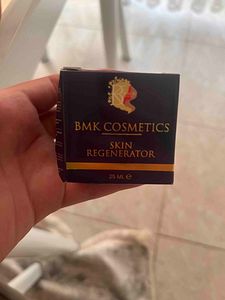 BMK COSMETICS
SKIN
REGENERATOR
25 ML ℮